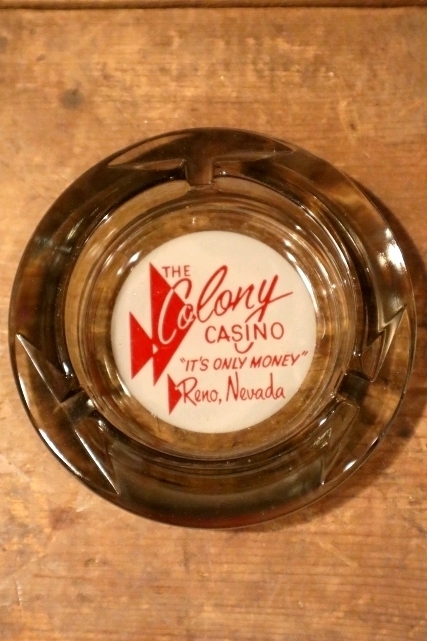 THE
Colony
CASINO
"IT'S ONLY MONEY"
Reno, Nevada